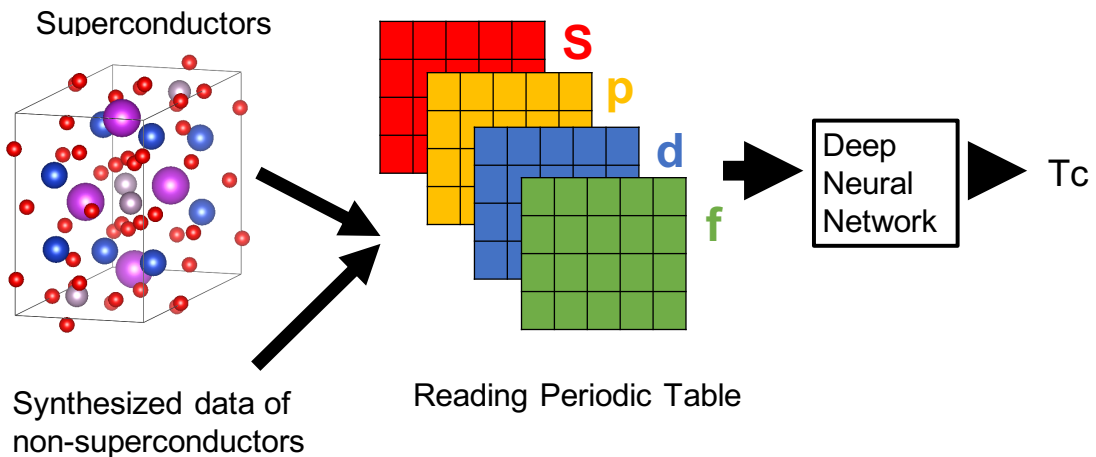 Superconductors
S
p
d
f
Deep
Neural
Network
Tc
Reading Periodic Table
Synthesized data of
non-superconductors